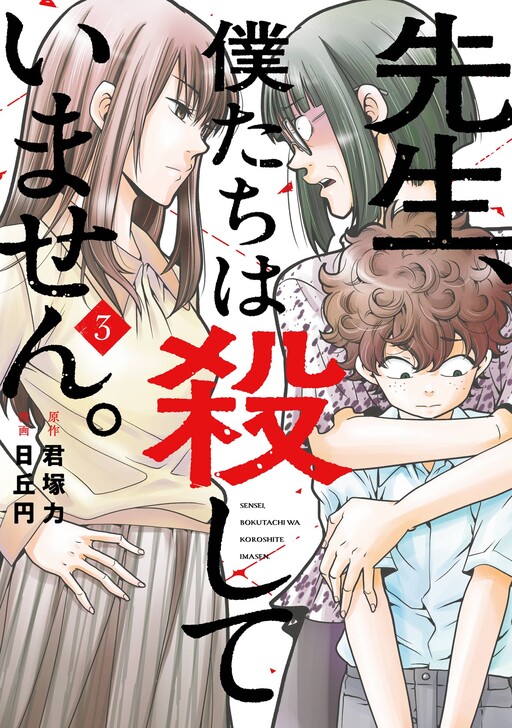 先生、
僕たちは殺して
いません。
3
原作 君塚力
漫画 日丘円
SENSEI,
BOKUTACHI WA
KOROSHITE
IMASEN.